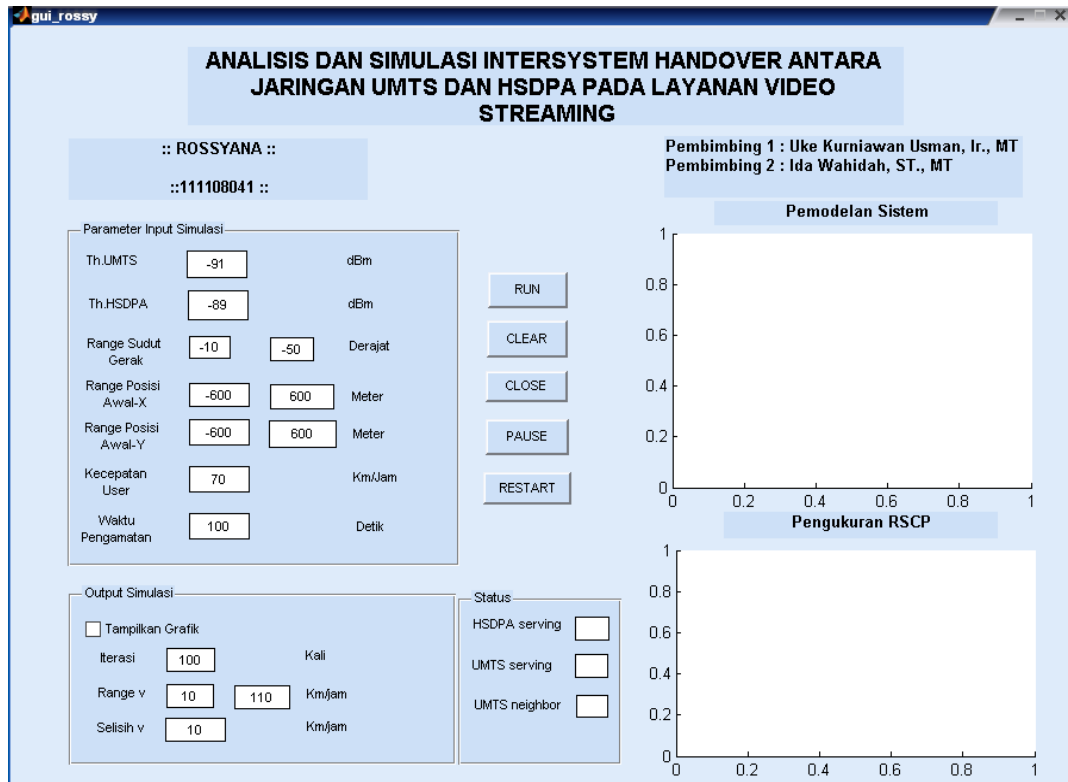 gui_rossy
ANALISIS DAN SIMULASI INTERSYSTEM HANDOVER ANTARA
JARINGAN UMTS DAN HSDPA PADA LAYANAN VIDEO
STREAMING
:: ROSSYANA ::
::111108041 ::
Pembimbing 1 : Uke Kurniawan Usman, Ir., MT
Pembimbing 2 : Ida Wahidah, ST., MT
Parameter Input Simulasi
Th.UMTS -91 dBm
Th.HSDPA -89 dBm
Range Sudut
Gerak -10 -50 Derajat
Range Posisi
Awal-X -600 600 Meter
Range Posisi
Awal-Y -600 600 Meter
Kecepatan
User 70 Km/Jam
Waktu
Pengamatan 100 Detik
RUN
CLEAR
CLOSE
PAUSE
RESTART
Pemodelan Sistem
1
0.8
0.6
0.4
0.2
0
0 0.2 0.4 0.6 0.8 1
Pengukuran RSCP
1
0.8
0.6
0.4
0.2
0
0 0.2 0.4 0.6 0.8 1
Output Simulasi
Tampilkan Grafik
Iterasi 100 Kali
Range v 10 110 Km/jam
Selisih v 10 Km/jam
Status
HSDPA serving
UMTS serving
UMTS neighbor